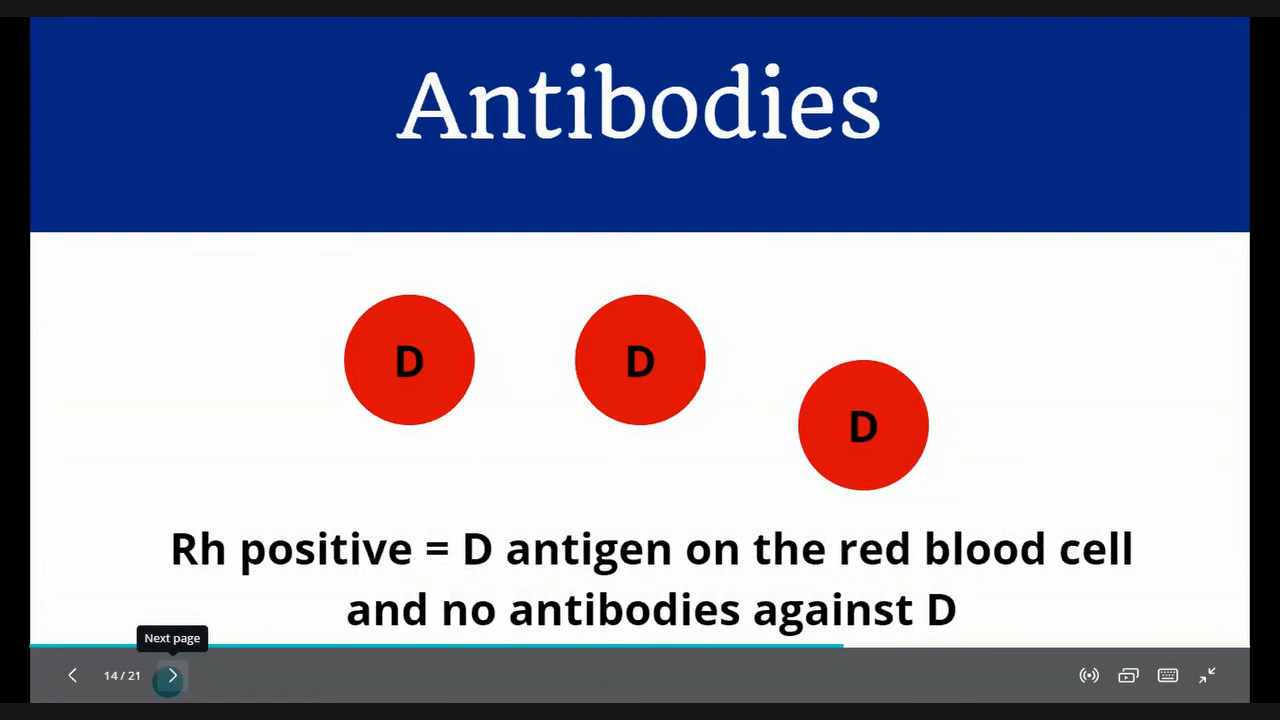 Antibodies
D
D
D
Rh positive = D antigen on the red blood cell
and no antibodies against D
Next page
14 / 21